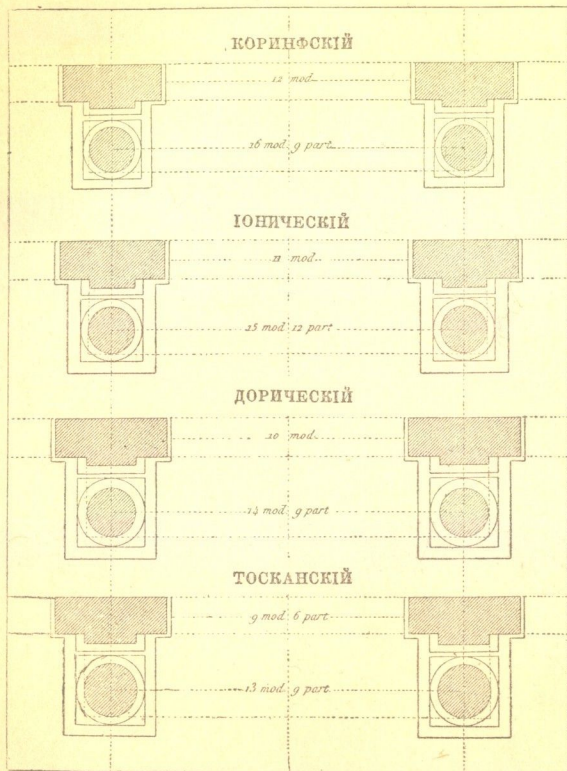 КОРИНѲСКІЙ
12 mod
16 mod 9 part
ІОНИЧЕСКІЙ
11 mod
15 mod 12 part
ДОРИЧЕСКІЙ
10 mod
14 mod 9 part
ТОСКАНСКІЙ
9 mod 6 part
13 mod 9 part